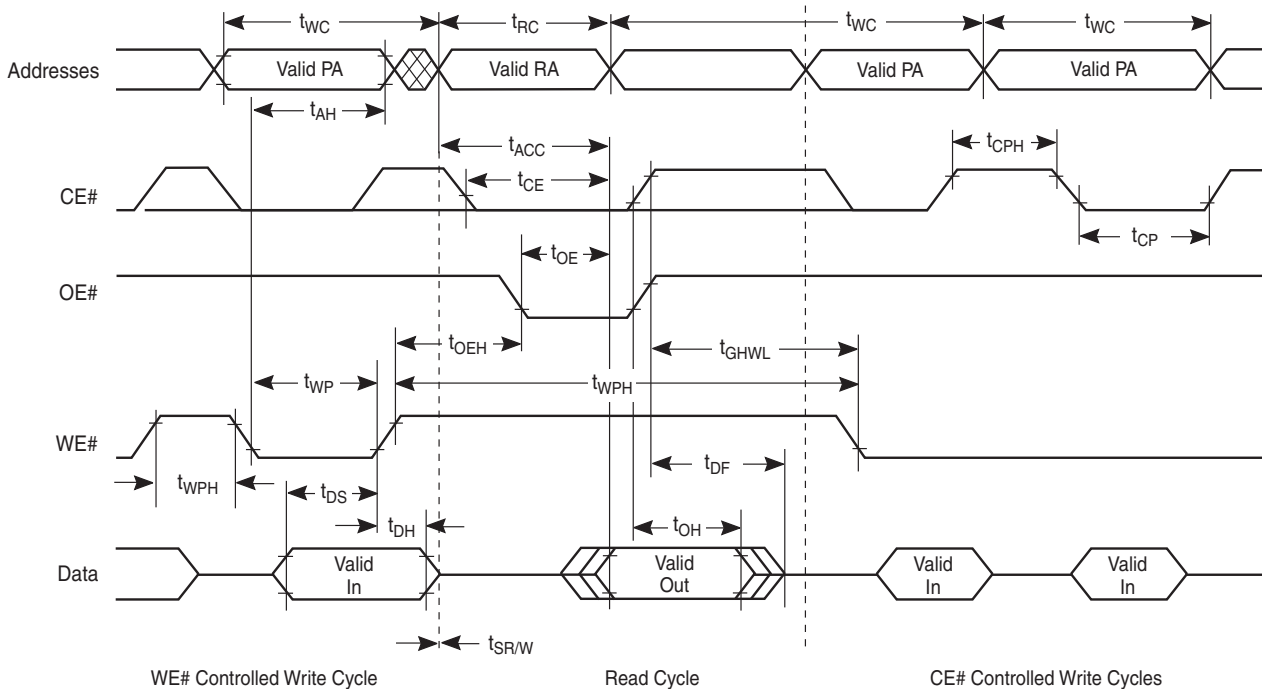 tWC tRC tWC tWC
Addresses Valid PA Valid RA Valid PA Valid PA
tAH
tACC tCPH
CE# tCE
tOE tCP
OE#
tOEH tGHWL
tWP tWPH
WE#
tWPH tDS tDF
tDH tOH
Data Valid In Valid Out Valid In Valid In
tSR/W
WE# Controlled Write Cycle Read Cycle CE# Controlled Write Cycles